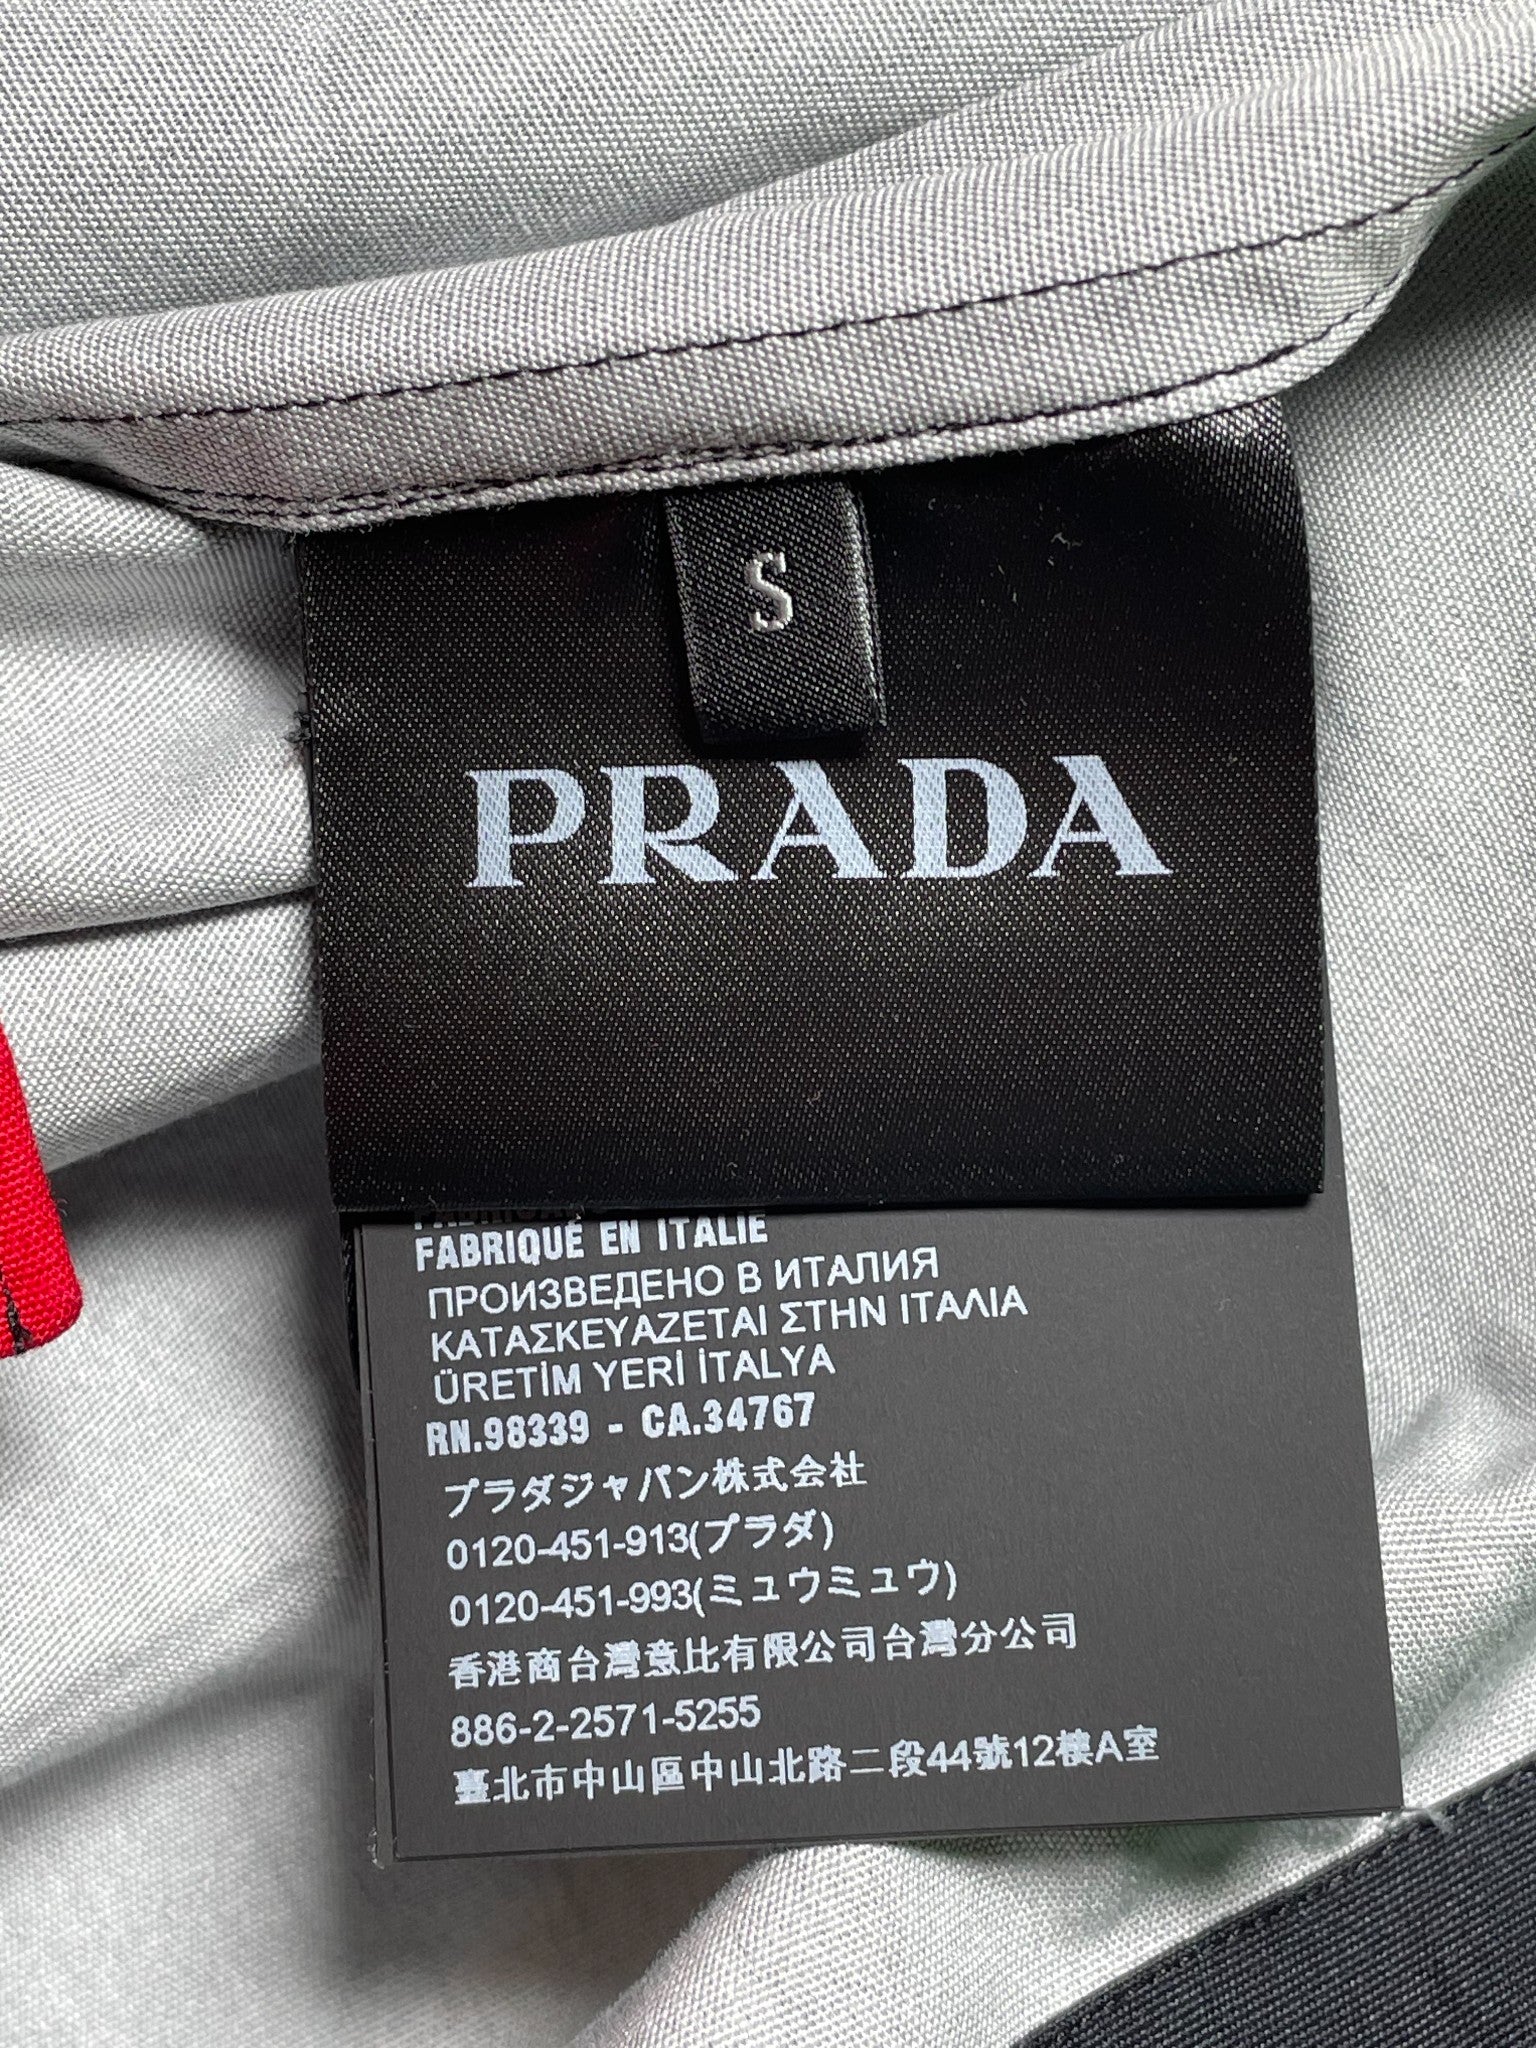 S
PRADA
FABRIQUÉ EN ITALIE
ПРОИЗВЕДЕНО В ИТАЛИЯ
ΚΑΤΑΣΚΕΥΑΖΕΤΑΙ ΣΤΗΝ ΙΤΑΛΙΑ
ÜRETİM YERİ İTALYA
RN.98339 - CA.34767
プラダジャパン株式会社
0120-451-913(プラダ)
0120-451-993(ミュウミュウ)
香港商台灣意比有限公司台灣分公司
886-2-2571-5255
臺北市中山區中山北路二段44號12樓A室